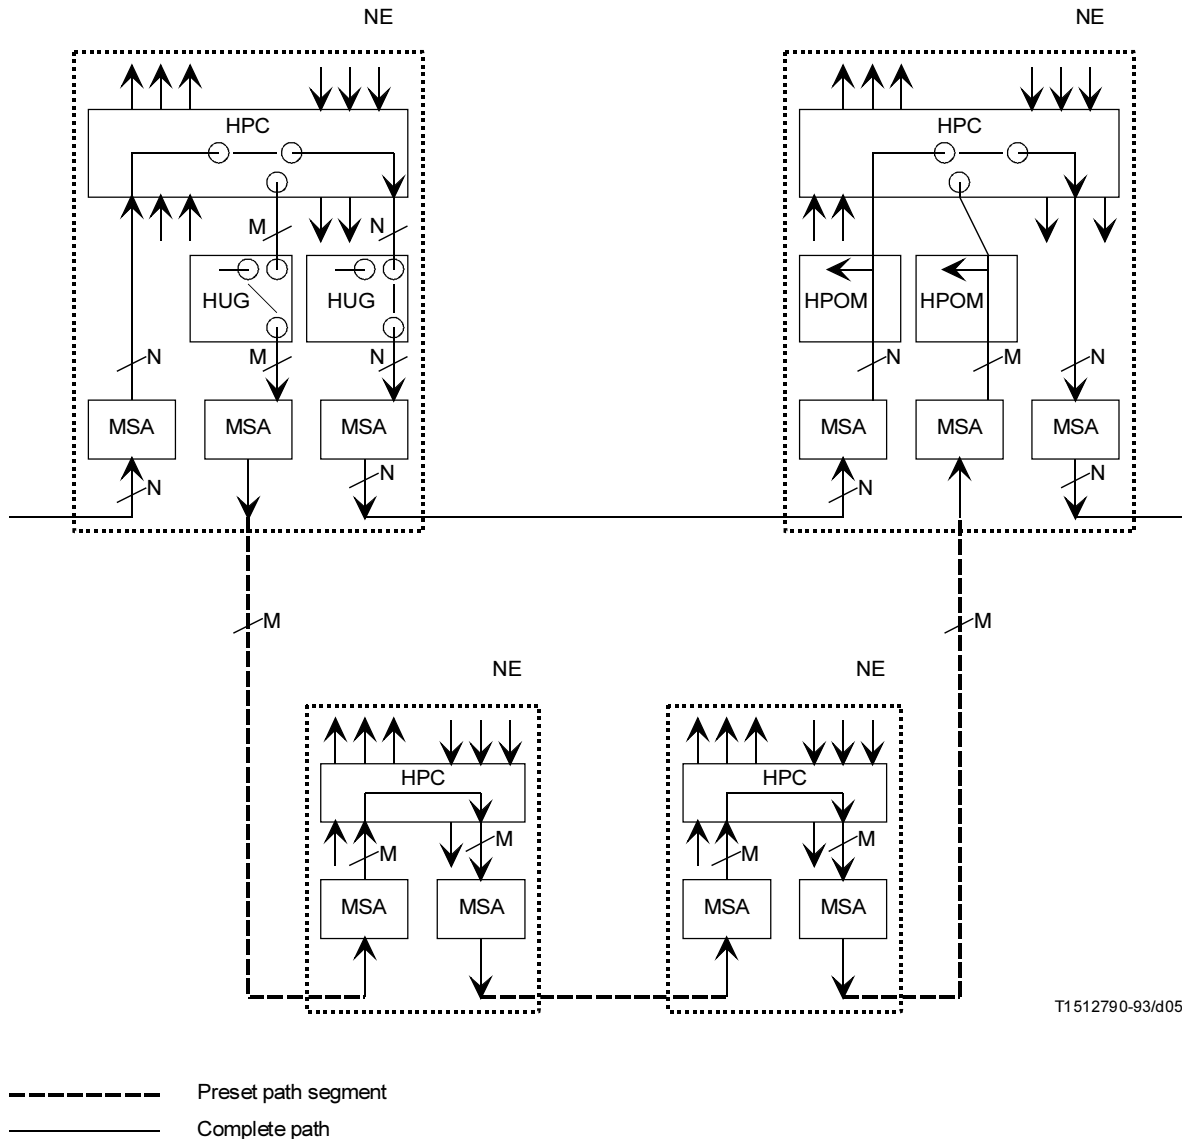 NE NE
HPC HPC
M N
HUG HUG HPOM HPOM
N M N N M N
MSA MSA MSA MSA MSA MSA
N N N N
M M
NE NE
HPC HPC
M M M M
MSA MSA MSA MSA
T1512790-93/d05
Preset path segment
Complete path